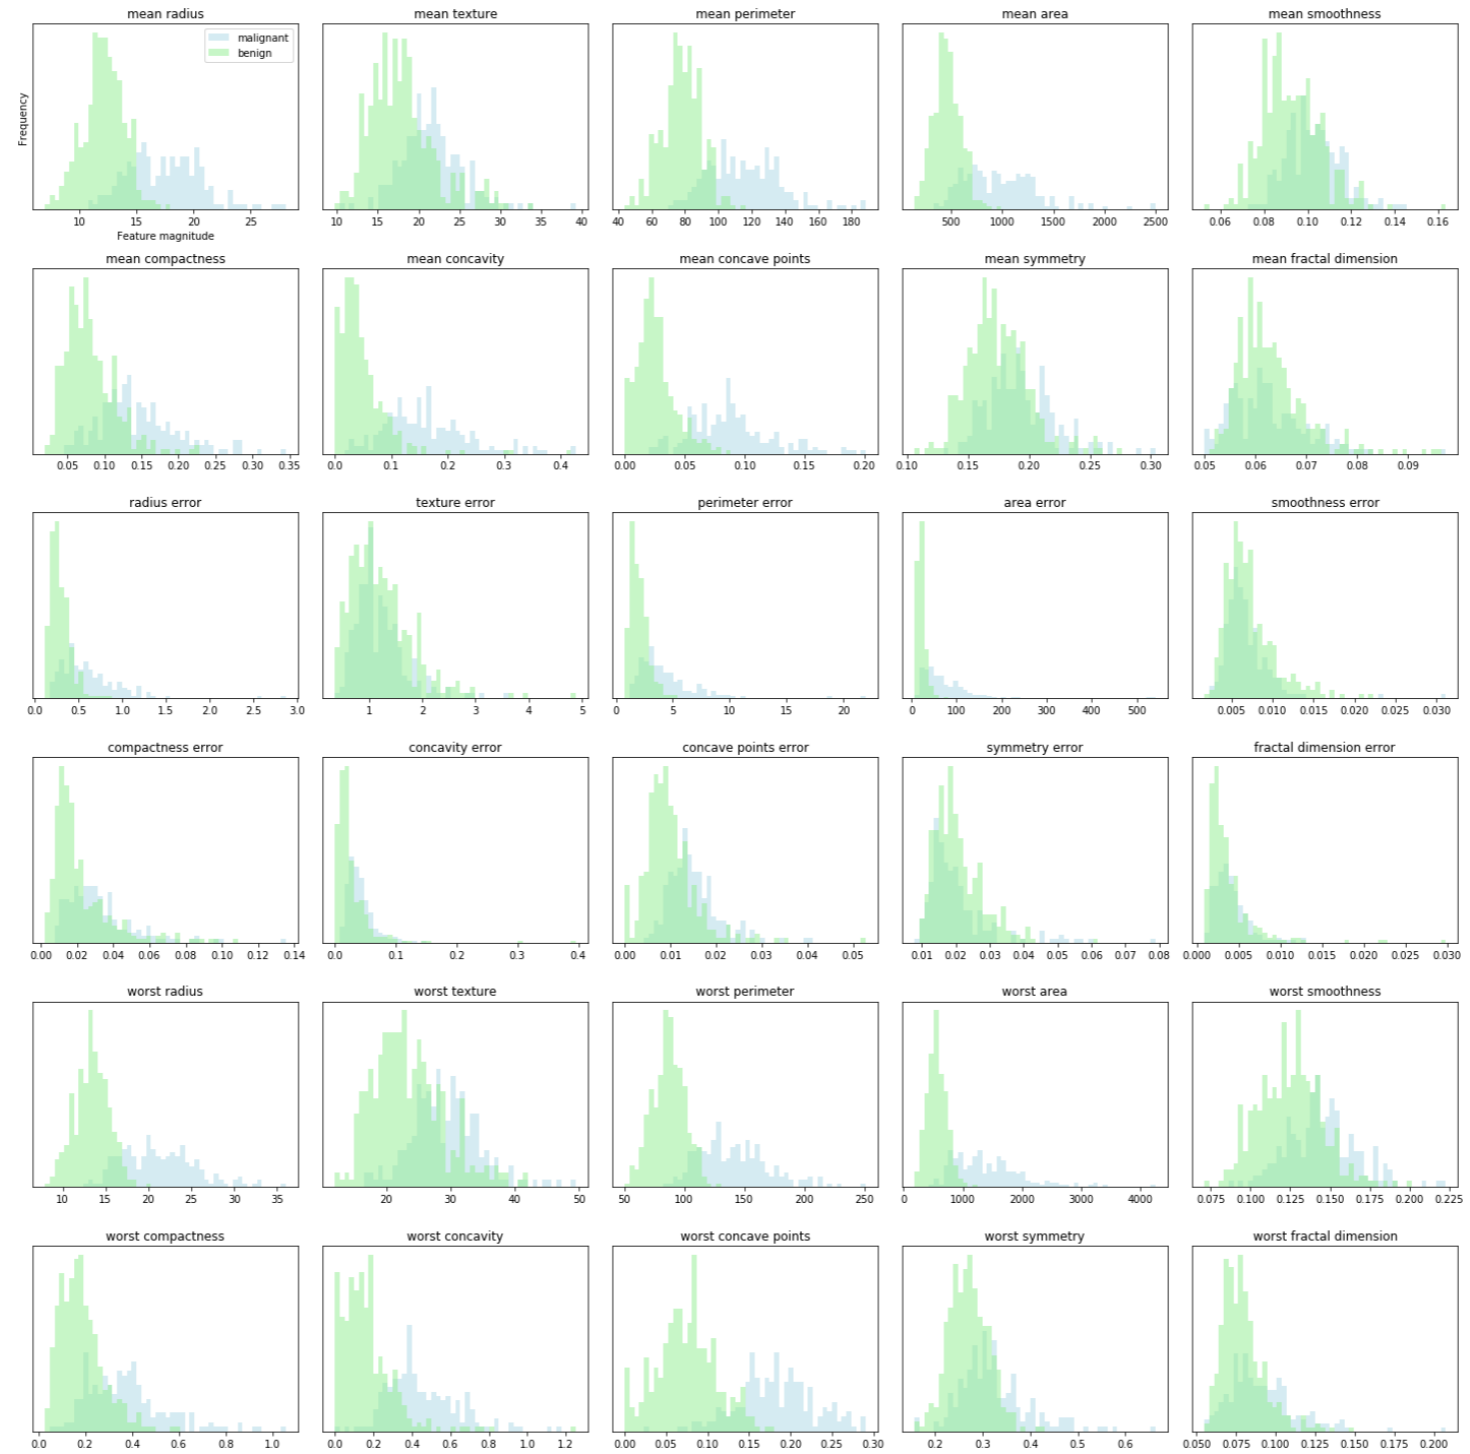 mean radius
mean texture
mean perimeter
mean area
mean smoothness
malignant
benign
Frequency
10 15 20 25
10 15 20 25 30 35 40
40 60 80 100 120 140 160 180
500 1000 1500 2000 2500
0.06 0.08 0.10 0.12 0.14 0.16
Feature magnitude
mean compactness
mean concavity
mean concave points
mean symmetry
mean fractal dimension
0.05 0.10 0.15 0.20 0.25 0.30 0.35
0.0 0.1 0.2 0.3 0.4
0.00 0.05 0.10 0.15 0.20
0.10 0.15 0.20 0.25 0.30
0.05 0.06 0.07 0.08 0.09
radius error
texture error
perimeter error
area error
smoothness error
0.0 0.5 1.0 1.5 2.0 2.5 3.0
1 2 3 4 5
0 5 10 15 20
0 100 200 300 400 500
0.005 0.010 0.015 0.020 0.025 0.030
compactness error
concavity error
concave points error
symmetry error
fractal dimension error
0.00 0.02 0.04 0.06 0.08 0.10 0.12 0.14
0.0 0.1 0.2 0.3 0.4
0.00 0.01 0.02 0.03 0.04 0.05
0.01 0.02 0.03 0.04 0.05 0.06 0.07 0.08
0.000 0.005 0.010 0.015 0.020 0.025 0.030
worst radius
worst texture
worst perimeter
worst area
worst smoothness
10 15 20 25 30 35
20 30 40 50
50 100 150 200 250
0 1000 2000 3000 4000
0.075 0.100 0.125 0.150 0.175 0.200 0.225
worst compactness
worst concavity
worst concave points
worst symmetry
worst fractal dimension
0.0 0.2 0.4 0.6 0.8 1.0
0.0 0.2 0.4 0.6 0.8 1.0 1.2
0.00 0.05 0.10 0.15 0.20 0.25 0.30
0.2 0.3 0.4 0.5 0.6
0.050 0.075 0.100 0.125 0.150 0.175 0.200